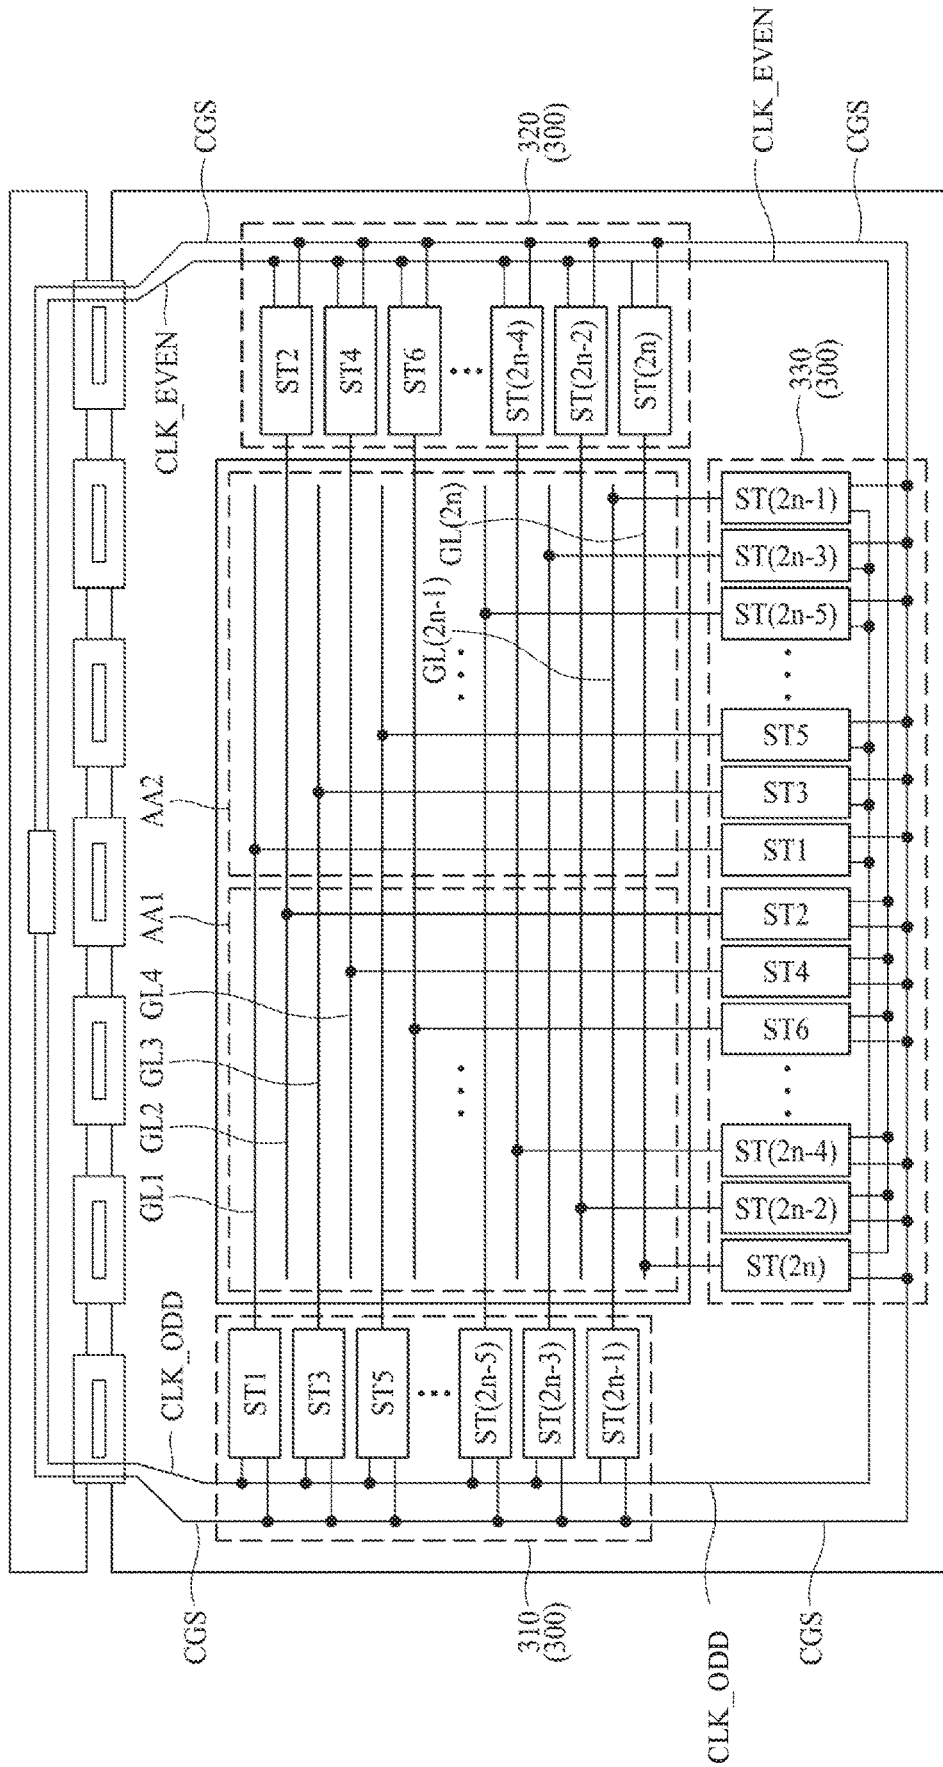 CGS
CLK_ODD
GL1
GL2
GL3
GL4
AA1
AA2
CLK_EVEN
CGS
ST1
ST3
ST5
ST(2n-5)
ST(2n-3)
ST(2n-1)
310
(300)
GL(2n-1)
GL(2n)
ST2
ST4
ST6
ST(2n-4)
ST(2n-2)
ST(2n)
320
(300)
ST(2n)
ST(2n-2)
ST(2n-4)
ST6
ST4
ST2
ST1
ST3
ST5
ST(2n-5)
ST(2n-3)
ST(2n-1)
330
(300)
CLK_ODD
CGS
CLK_EVEN
CGS